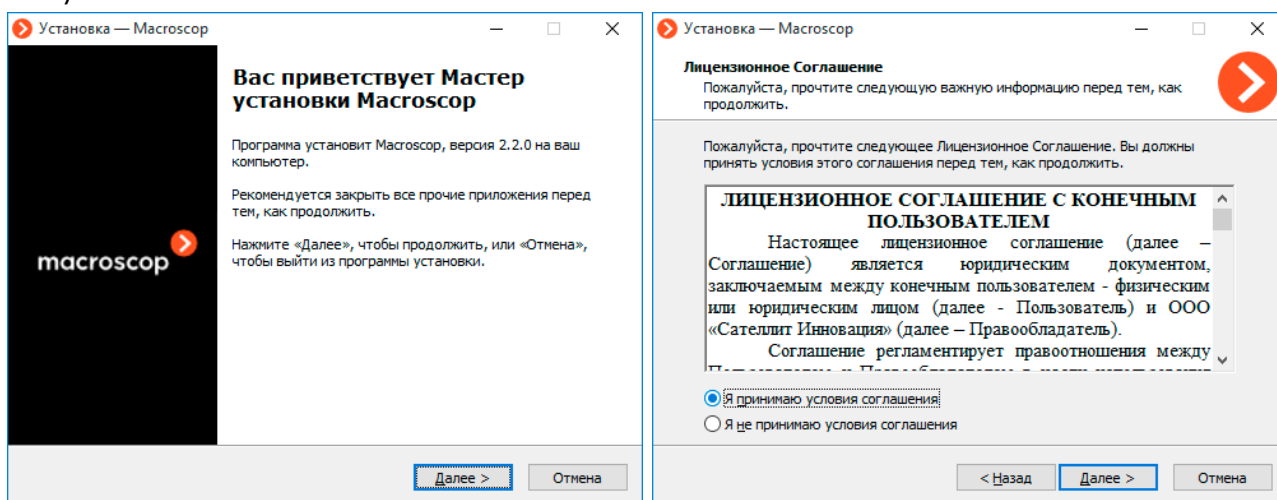 Установка — Macroscop
Вас приветствует Мастер
установки Macroscop
Программа установит Macroscop, версия 2.2.0 на ваш
компьютер.
Рекомендуется закрыть все прочие приложения перед
тем, как продолжить.
Нажмите «Далее», чтобы продолжить, или «Отмена»,
чтобы выйти из программы установки.
macroscop
Далее >
Отмена
Установка — Macroscop
Лицензионное Соглашение
Пожалуйста, прочтите следующую важную информацию перед тем, как
продолжить.
Пожалуйста, прочтите следующее Лицензионное Соглашение. Вы должны
принять условия этого соглашения перед тем, как продолжить.
ЛИЦЕНЗИОННОЕ СОГЛАШЕНИЕ С КОНЕЧНЫМ
ПОЛЬЗОВАТЕЛЕМ
Настоящее лицензионное соглашение (далее –
Соглашение) является юридическим документом,
заключаемым между конечным пользователем - физическим
или юридическим лицом (далее - Пользователь) и ООО
«Сателлит Инновация» (далее – Правообладатель).
Соглашение регламентирует правоотношения между
Я принимаю условия соглашения
Я не принимаю условия соглашения
< Назад
Далее >
Отмена